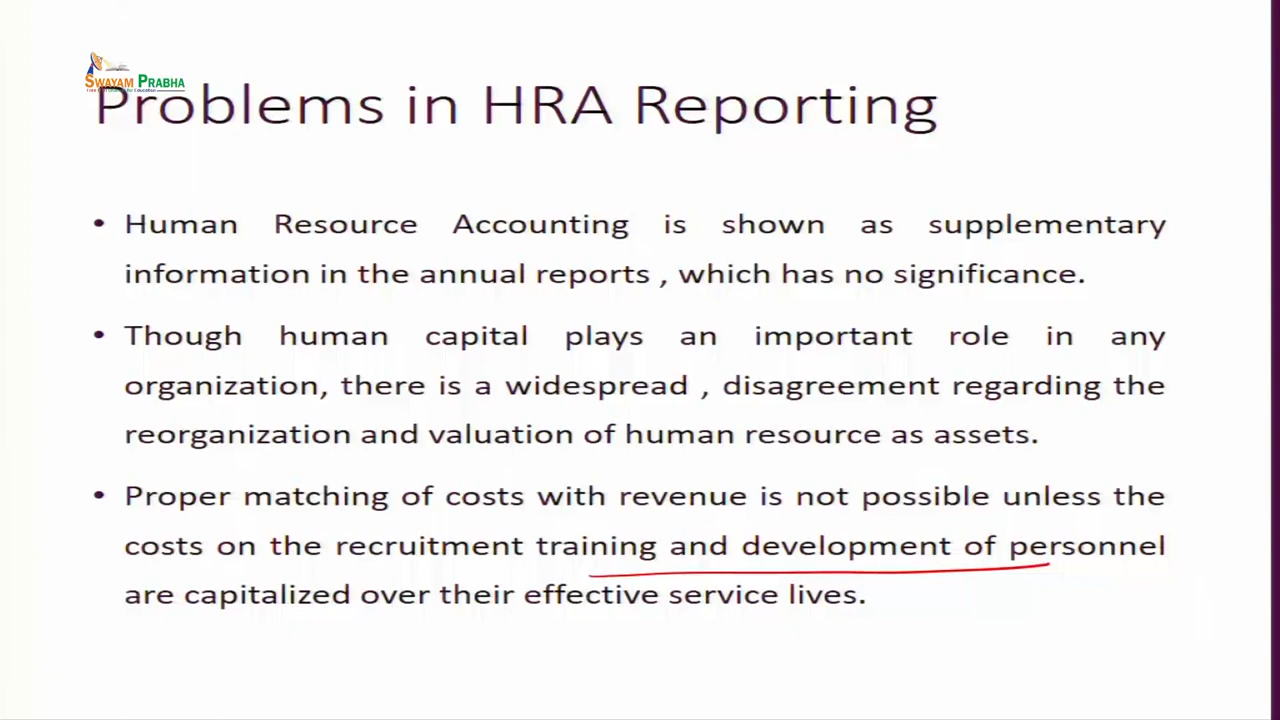 SWAYAM PRABHA
Problems in HRA Reporting
• Human Resource Accounting is shown as supplementary
information in the annual reports , which has no significance.
• Though human capital plays an important role in any
organization, there is a widespread , disagreement regarding the
reorganization and valuation of human resource as assets.
• Proper matching of costs with revenue is not possible unless the
costs on the recruitment training and development of personnel
are capitalized over their effective service lives.